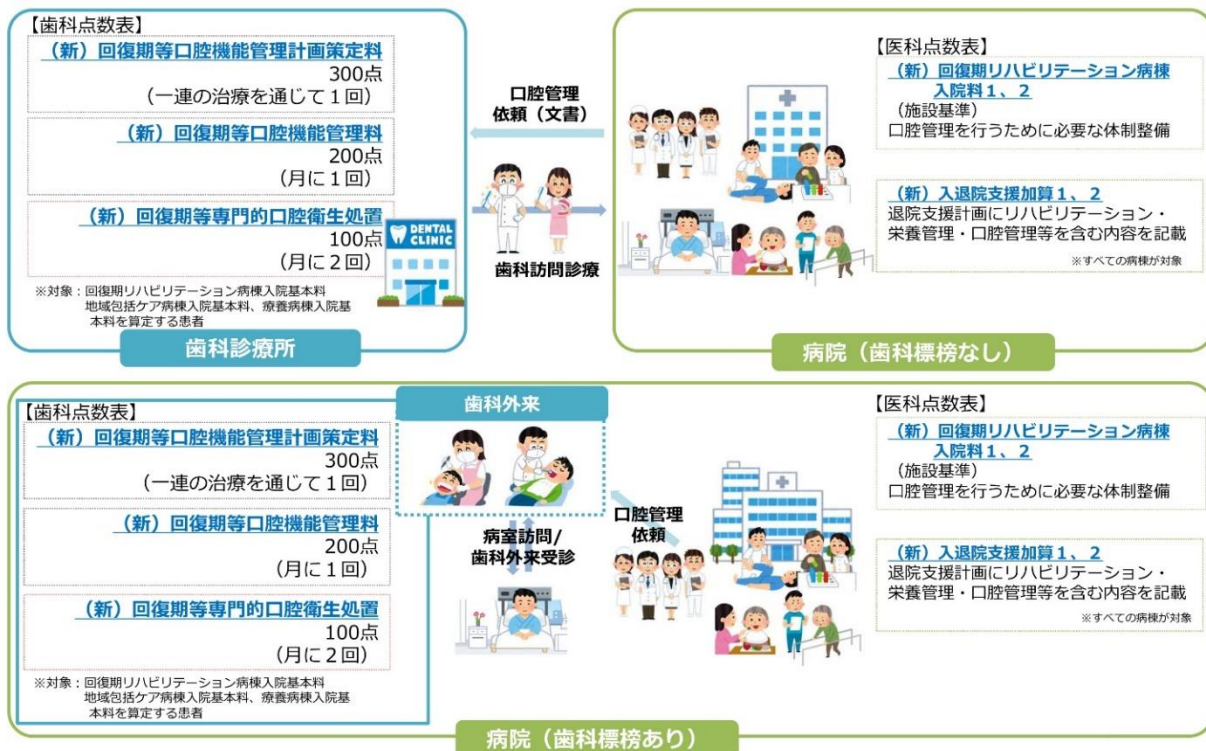 【歯科点数表】
（新）回復期等口腔機能管理計画策定料
300点
（一連の治療を通じて１回）
（新）回復期等口腔機能管理料
200点
（月に１回）
（新）回復期等専門的口腔衛生処置
100点
（月に２回）
※対象：回復期リハビリテーション病棟入院基本料
地域包括ケア病棟入院基本料、療養病棟入院基
本料を算定する患者
DENTAL
CLINIC
歯科診療所
口腔管理
依頼（文書）
歯科訪問診療
【医科点数表】
（新）回復期リハビリテーション病棟
入院料１、２
（施設基準）
口腔管理を行うために必要な体制整備
（新）入退院支援加算１、２
退院支援計画にリハビリテーション・
栄養管理・口腔管理等を含む内容を記載
※すべての病棟が対象
病院（歯科標榜なし）
【歯科点数表】
（新）回復期等口腔機能管理計画策定料
300点
（一連の治療を通じて１回）
（新）回復期等口腔機能管理料
200点
（月に１回）
（新）回復期等専門的口腔衛生処置
100点
（月に２回）
※対象：回復期リハビリテーション病棟入院基本料
地域包括ケア病棟入院基本料、療養病棟入院基
本料を算定する患者
歯科外来
病室訪問/
歯科外来受診
口腔管理
依頼
【医科点数表】
（新）回復期リハビリテーション病棟
入院料１、２
（施設基準）
口腔管理を行うために必要な体制整備
（新）入退院支援加算１、２
退院支援計画にリハビリテーション・
栄養管理・口腔管理等を含む内容を記載
※すべての病棟が対象
病院（歯科標榜あり）